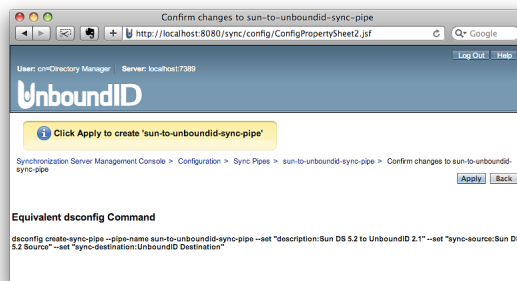 Confirm changes to sun-to-unboundid-sync-pipe
http://localhost:8080/sync/config/ConfigPropertySheet2.jsf
Google
Log Out Help
User: cn=Directory Manager Server: localhost:7389
UnboundID
Click Apply to create 'sun-to-unboundid-sync-pipe'
Synchronization Server Management Console > Configuration > Sync Pipes > sun-to-unboundid-sync-pipe > Confirm changes to sun-to-unboundid-
sync-pipe
Apply Back
Equivalent dsconfig Command
dsconfig create-sync-pipe --pipe-name sun-to-unboundid-sync-pipe --set "description:Sun DS 5.2 to UnboundID 2.1" --set "sync-source:Sun DS
5.2 Source" --set "sync-destination:UnboundID Destination"